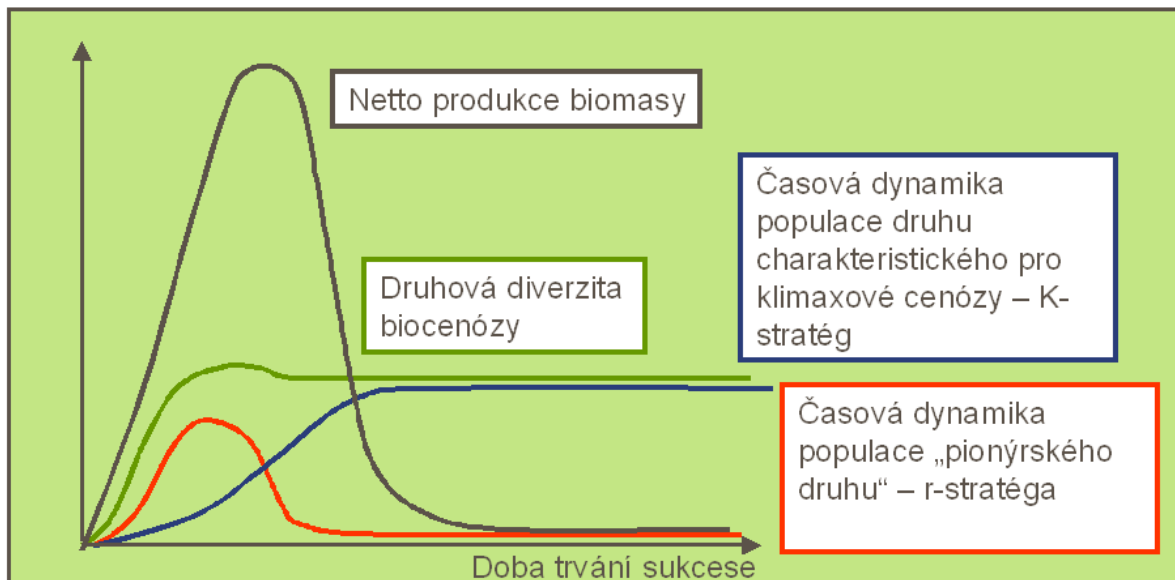 Netto produkce biomasy
Časová dynamika
populace druhu
charakteristického pro
klimaxové cenózy – K-
stratég
Druhová diverzita
biocenózy
Časová dynamika
populace „pionýrského
druhu“ – r-stratéga
Doba trvání sukcese